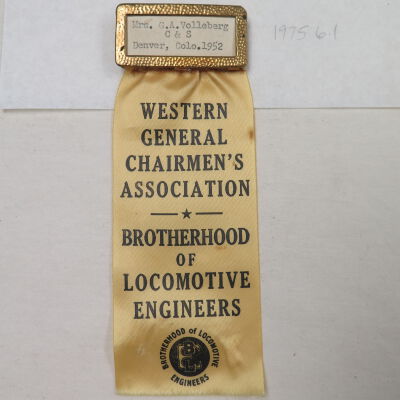 Mrs. G.A.Volleberg
C & S
Denver, Colo.1952
1975.6.1
WESTERN
GENERAL
CHAIRMEN'S
ASSOCIATION
BROTHERHOOD
OF
LOCOMOTIVE
ENGINEERS
BROTHERHOOD of LOCOMOTIVE
BLE
ENGINEERS